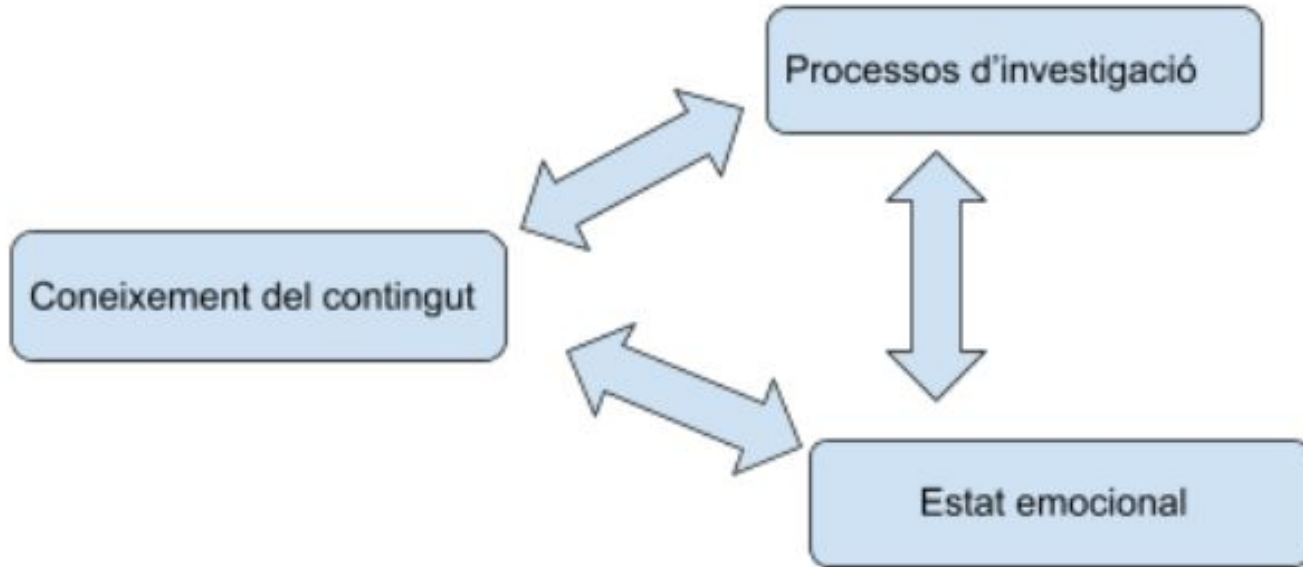 Processos d’investigació
Coneixement del contingut
Estat emocional